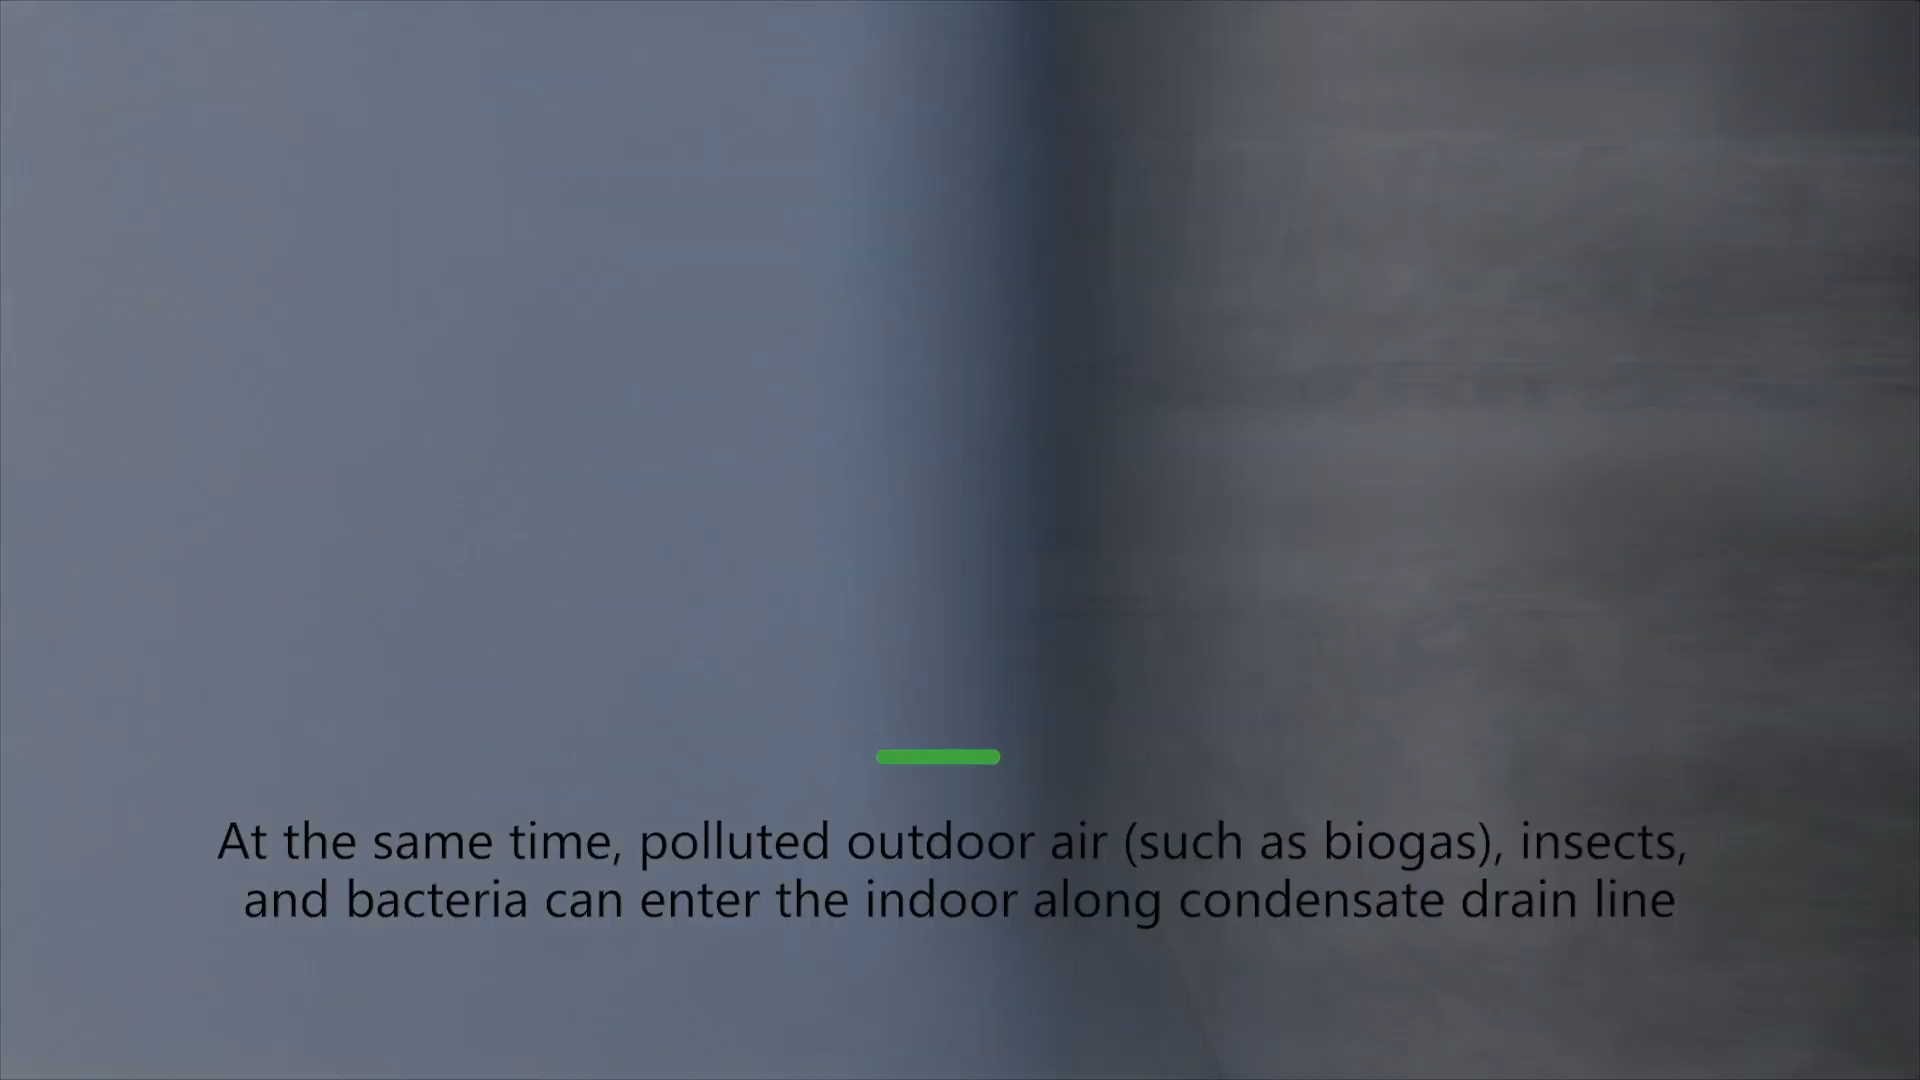 At the same time, polluted outdoor air (such as biogas), insects,
and bacteria can enter the indoor along condensate drain line